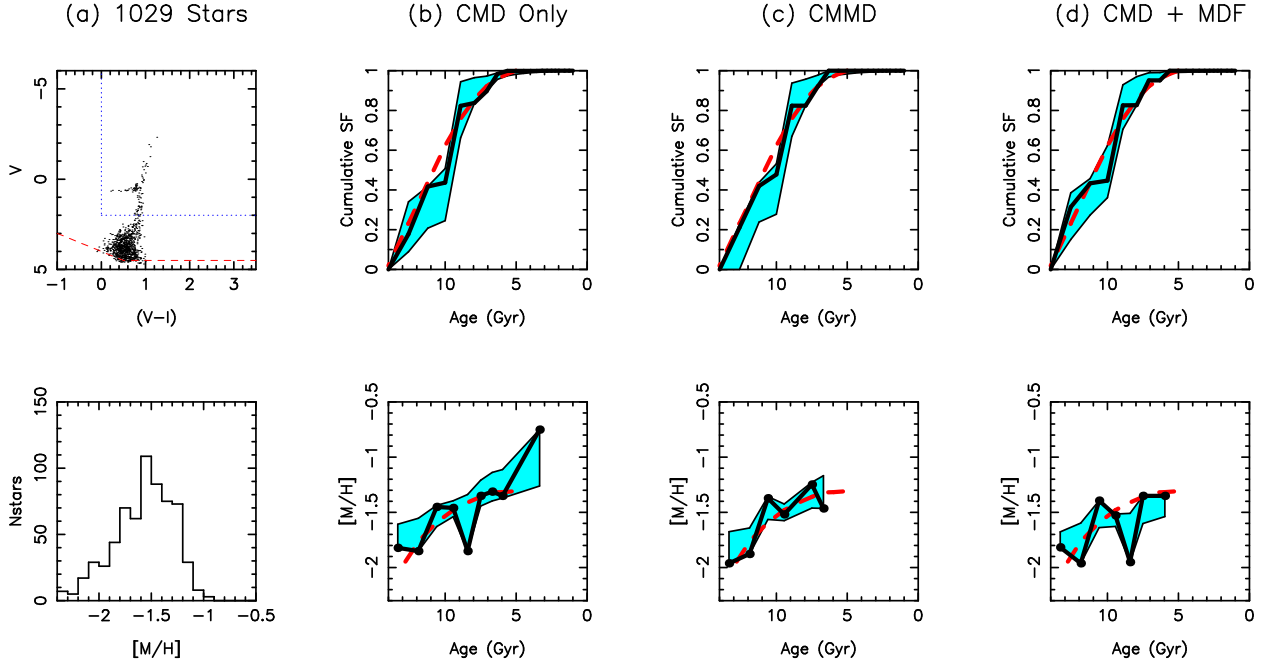 (a) 1029 Stars
(b) CMD Only
(c) CMMD
(d) CMD + MDF
−5
0
5
V
−1 0 1 2 3
(V−I)
0 0.2 0.4 0.6 0.8 1
Cumulative SF
10 5 0
Age (Gyr)
0 0.2 0.4 0.6 0.8 1
Cumulative SF
10 5 0
Age (Gyr)
0 0.2 0.4 0.6 0.8 1
Cumulative SF
10 5 0
Age (Gyr)
0 50 100 150
Nstars
−2 −1.5 −1 −0.5
[M/H]
−2 −1.5 −1 −0.5
[M/H]
10 5 0
Age (Gyr)
−2 −1.5 −1 −0.5
[M/H]
10 5 0
Age (Gyr)
−2 −1.5 −1 −0.5
[M/H]
10 5 0
Age (Gyr)